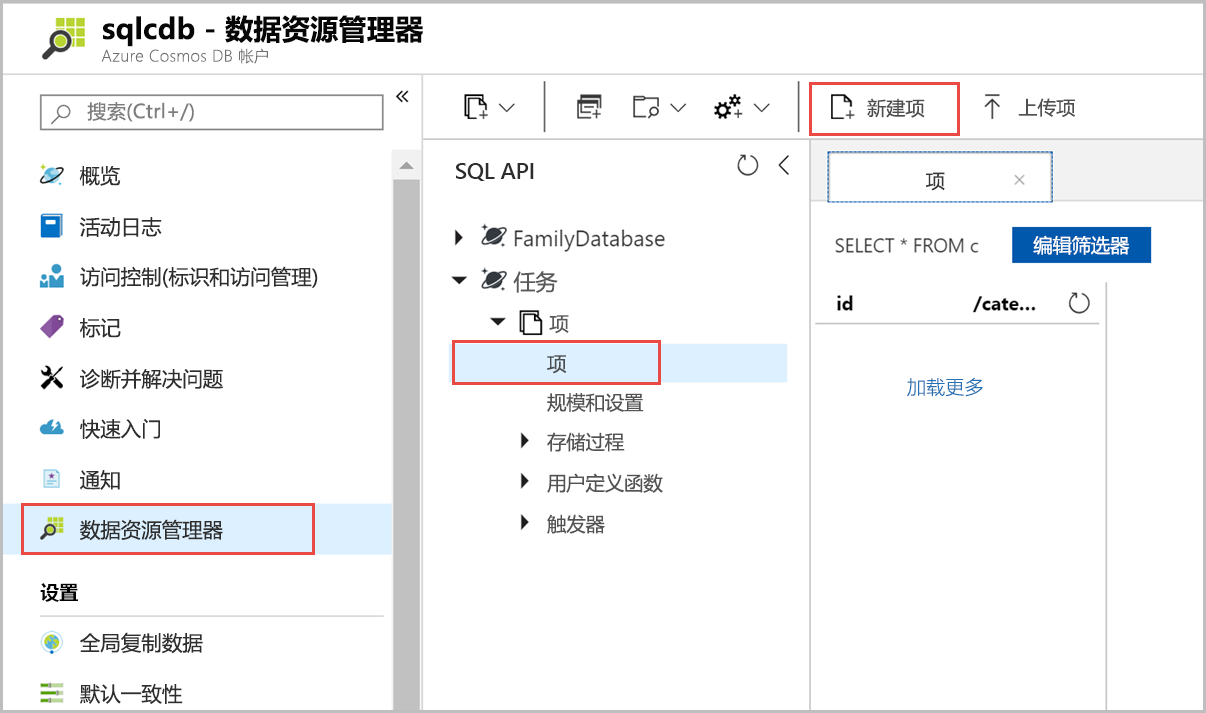 sqlcdb - 数据资源管理器
Azure Cosmos DB 帐户
搜索(Ctrl+/)
«
概览
活动日志
访问控制(标识和访问管理)
标记
诊断并解决问题
快速入门
通知
数据资源管理器
设置
全局复制数据
默认一致性
新建项
上传项
SQL API
FamilyDatabase
任务
项
项
规模和设置
存储过程
用户定义函数
触发器
项
SELECT * FROM c
编辑筛选器
id /cate...
加载更多